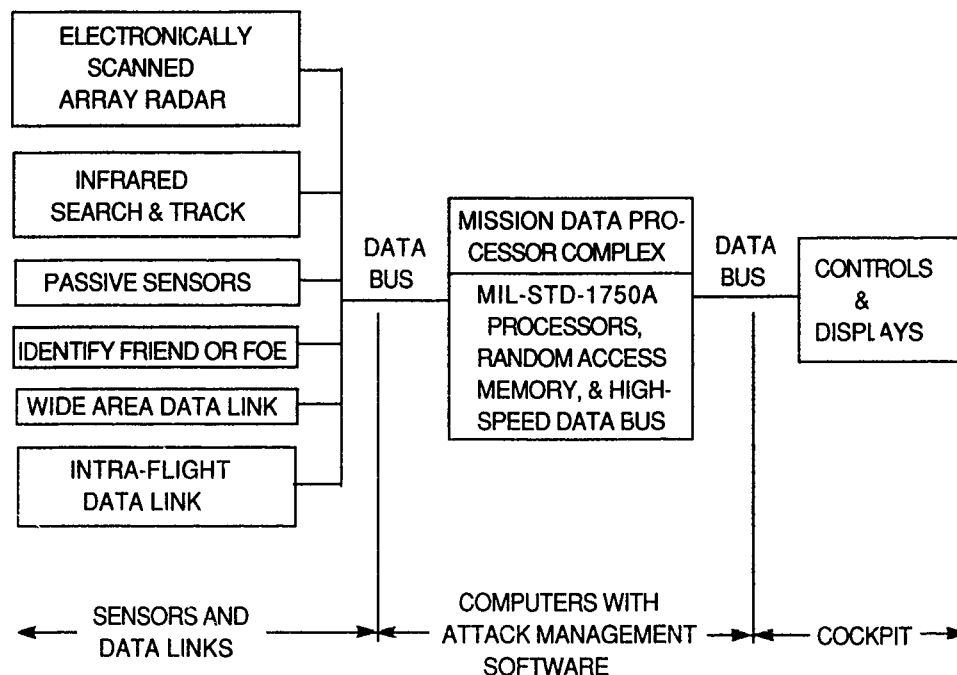 ELECTRONICALLY
SCANNED
ARRAY RADAR
INFRARED
SEARCH & TRACK
PASSIVE SENSORS
IDENTIFY FRIEND OR FOE
WIDE AREA DATA LINK
INTRA-FLIGHT
DATA LINK
DATA
BUS
MISSION DATA PRO-
CESSOR COMPLEX
MIL-STD-1750A
PROCESSORS,
RANDOM ACCESS
MEMORY, & HIGH-
SPEED DATA BUS
DATA
BUS
CONTROLS
&
DISPLAYS
SENSORS AND
DATA LINKS
COMPUTERS WITH
ATTACK MANAGEMENT
SOFTWARE
COCKPIT